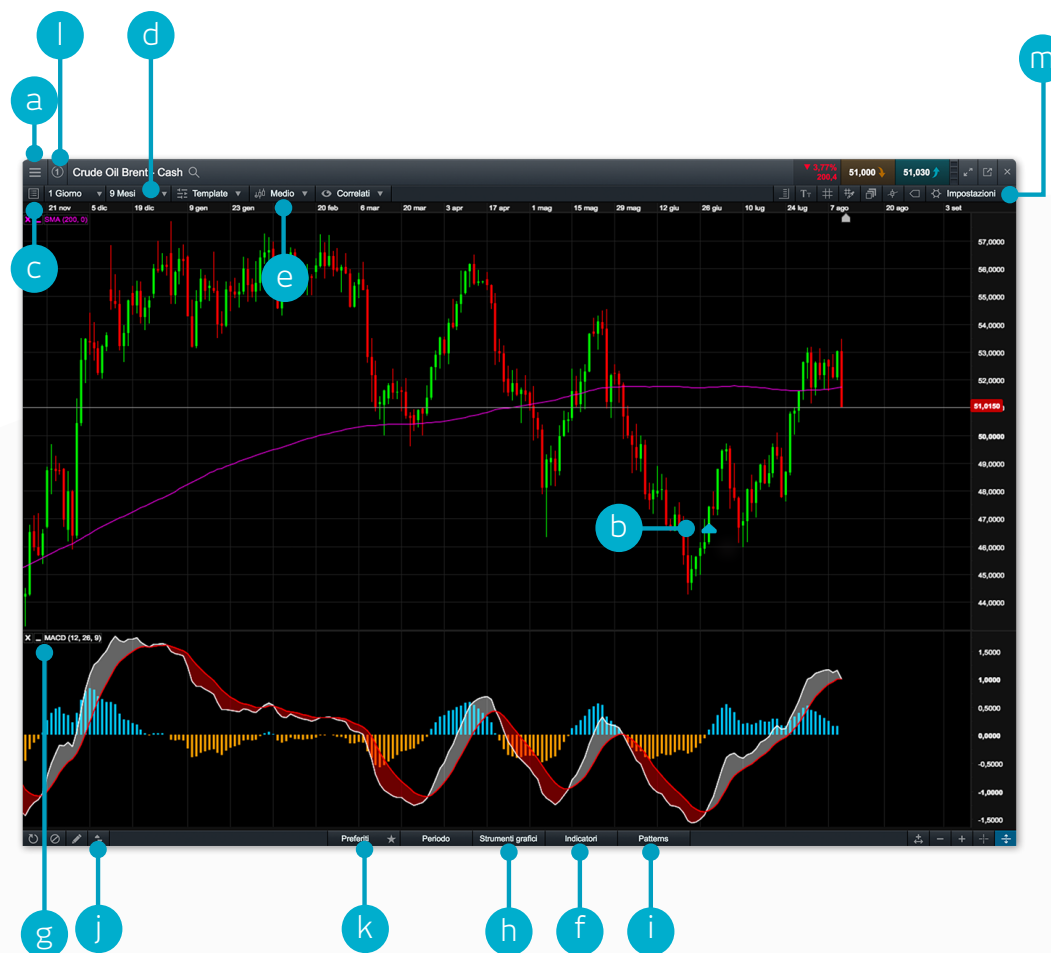 l
d
m
a
1 Crude Oil Brent - Cash
▼ 3,77%
290,4
51,000
51,030
1 Giorno ▼ 9 Mesi ▼ Template ▼ Medio ▼ Correlati ▼ Impostazioni
21 nov 5 dic 19 dic 9 gen 23 gen 20 feb 6 mar 20 mar 3 apr 17 apr 1 mag 15 mag 29 mag 12 giu 26 giu 10 lug 24 lug 7 ago 20 ago 3 set
X _ SMA (200, 0)
57,0000
c
e
56,0000
55,0000
54,0000
53,0000
52,0000
51,0150
50,0000
49,0000
48,0000
47,0000
b
46,0000
45,0000
44,0000
X _ MACD (12, 26, 9)
1,5000
1,0000
0,5000
0,0000
-0,5000
-1,0000
-1,5000
Preferiti ★ Periodo Strumenti grafici Indicatori Patterns
g
j
k
h
f
i